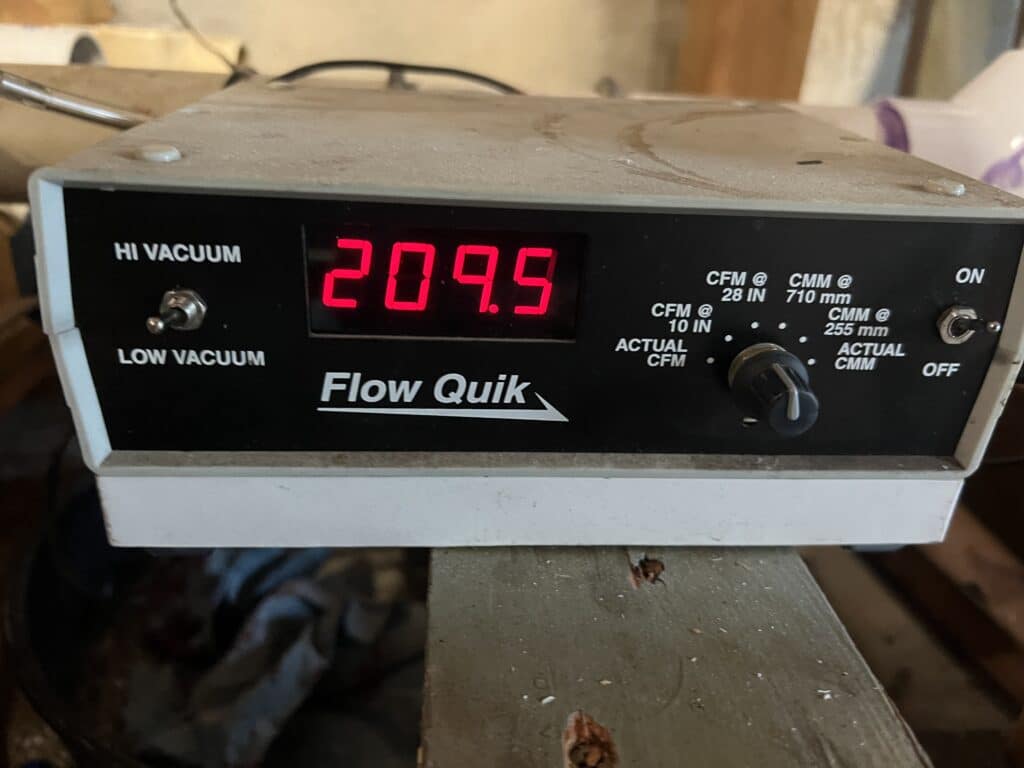 HI VACUUM
LOW VACUUM
209.5
Flow Quik
ACTUAL
CFM
CFM @
10 IN
CFM @
28 IN
CMM @
710 mm
CMM @
255 mm
ACTUAL
CMM
ON
OFF